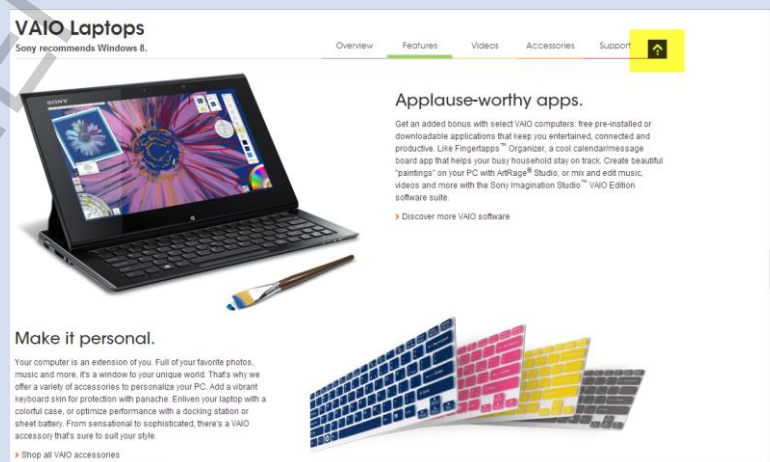 VAIO Laptops
Sony recommends Windows 8.
Overview Features Videos Accessories Support
SONY
Applause-worthy apps.
Get an added bonus with select VAIO computers: free pre-installed or
downloadable applications that keep you entertained, connected and
productive. Like Fingertapps™ Organizer, a cool calendar/message
board app that helps your busy household stay on track. Create beautiful
"paintings" on your PC with ArtRage® Studio, or mix and edit music,
videos and more with the Sony Imagination Studio™ VAIO Edition
software suite.
Discover more VAIO software
Make it personal.
Your computer is an extension of you. Full of your favorite photos,
music and more, it's a window to your unique world. That's why we
offer a variety of accessories to personalize your PC. Add a vibrant
keyboard skin for protection with panache. Enliven your laptop with a
colorful case, or optimize performance with a docking station or
sheet battery. From sensational to sophisticated, there's a VAIO
accessory that's sure to suit your style.
Shop all VAIO accessories